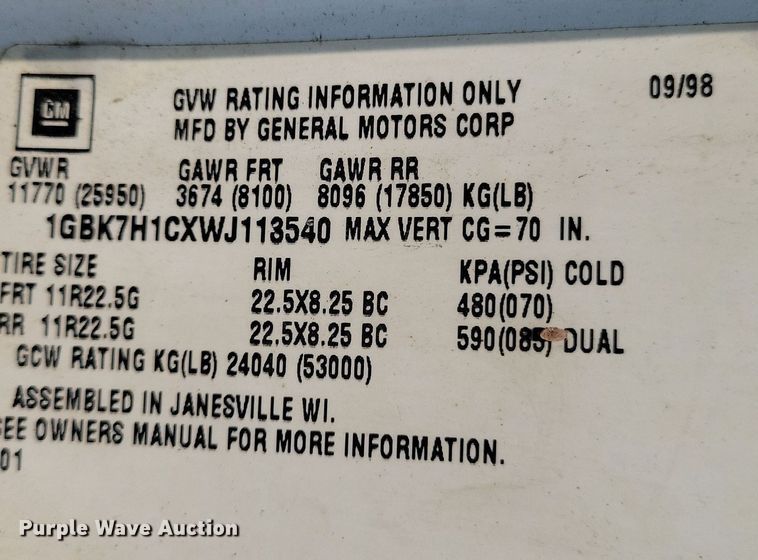 GM
GVW RATING INFORMATION ONLY 09/98
MFD BY GENERAL MOTORS CORP
GVWR GAWR FRT GAWR RR
11770 (25950) 3674 (8100) 8096 (17850) KG(LB)
1GBK7H1CXWJ113540 MAX VERT CG=70 IN.
TIRE SIZE RIM KPA(PSI) COLD
FRT 11R22.5G 22.5X8.25 BC 480(070)
RR 11R22.5G 22.5X8.25 BC 590(085) DUAL
GCW RATING KG(LB) 24040 (53000)
ASSEMBLED IN JANESVILLE WI.
SEE OWNERS MANUAL FOR MORE INFORMATION.
01
Purple Wave Auction